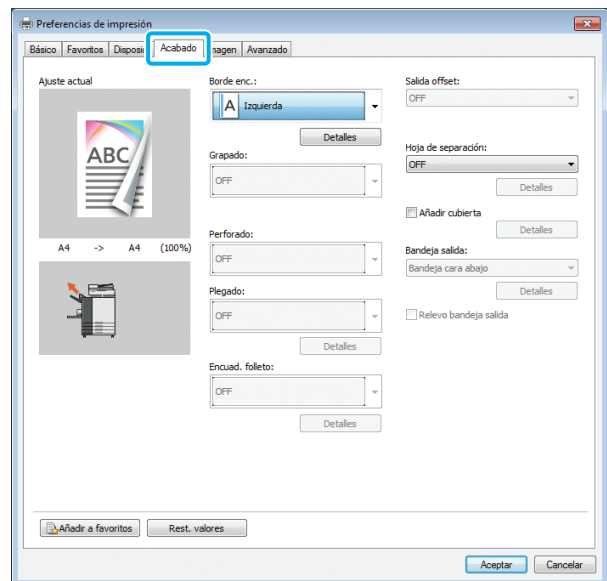 Preferencias de impresión
Básico Favoritos Disposici Acabado magen Avanzado
Ajuste actual
ABC
A4 -> A4 (100%)
Borde enc.:
A Izquierda
Detalles
Grapado:
OFF
Perforado:
OFF
Plegado:
OFF
Detalles
Encuad. folleto:
OFF
Detalles
Salida offset:
OFF
Hoja de separación:
OFF
Detalles
Añadir cubierta
Detalles
Bandeja salida:
Bandeja cara abajo
Detalles
Relevo bandeja salida
Añadir a favoritos Rest. valores
Aceptar Cancelar